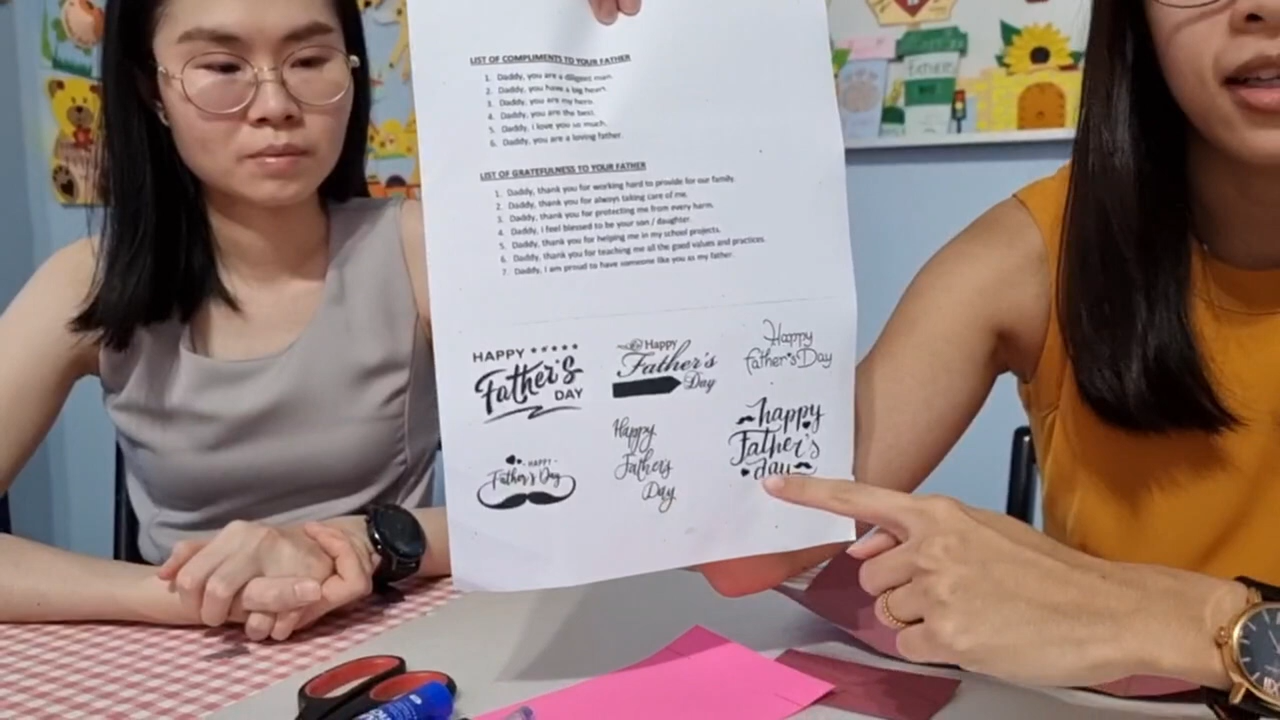 LIST OF COMPLIMENTS TO YOUR FATHER
1. Daddy, you are a diligent man.
2. Daddy, you have a big heart.
3. Daddy, you are my hero.
4. Daddy, you are the best.
5. Daddy, I love you so much.
6. Daddy, you are a loving father.
LIST OF GRATEFULNESS TO YOUR FATHER
1. Daddy, thank you for working hard to provide for our family.
2. Daddy, thank you for always taking care of me.
3. Daddy, thank you for protecting me from every harm.
4. Daddy, I feel blessed to be your son / daughter.
5. Daddy, thank you for helping me in my school projects.
6. Daddy, thank you for teaching me all the good values and practices.
7. Daddy, I am proud to have someone like you as my father.
HAPPY
Father's
DAY
Happy
Father's
Day
Happy
Father's Day
HAPPY
Father's Day
Happy
Father's
Day
happy
Father's
day